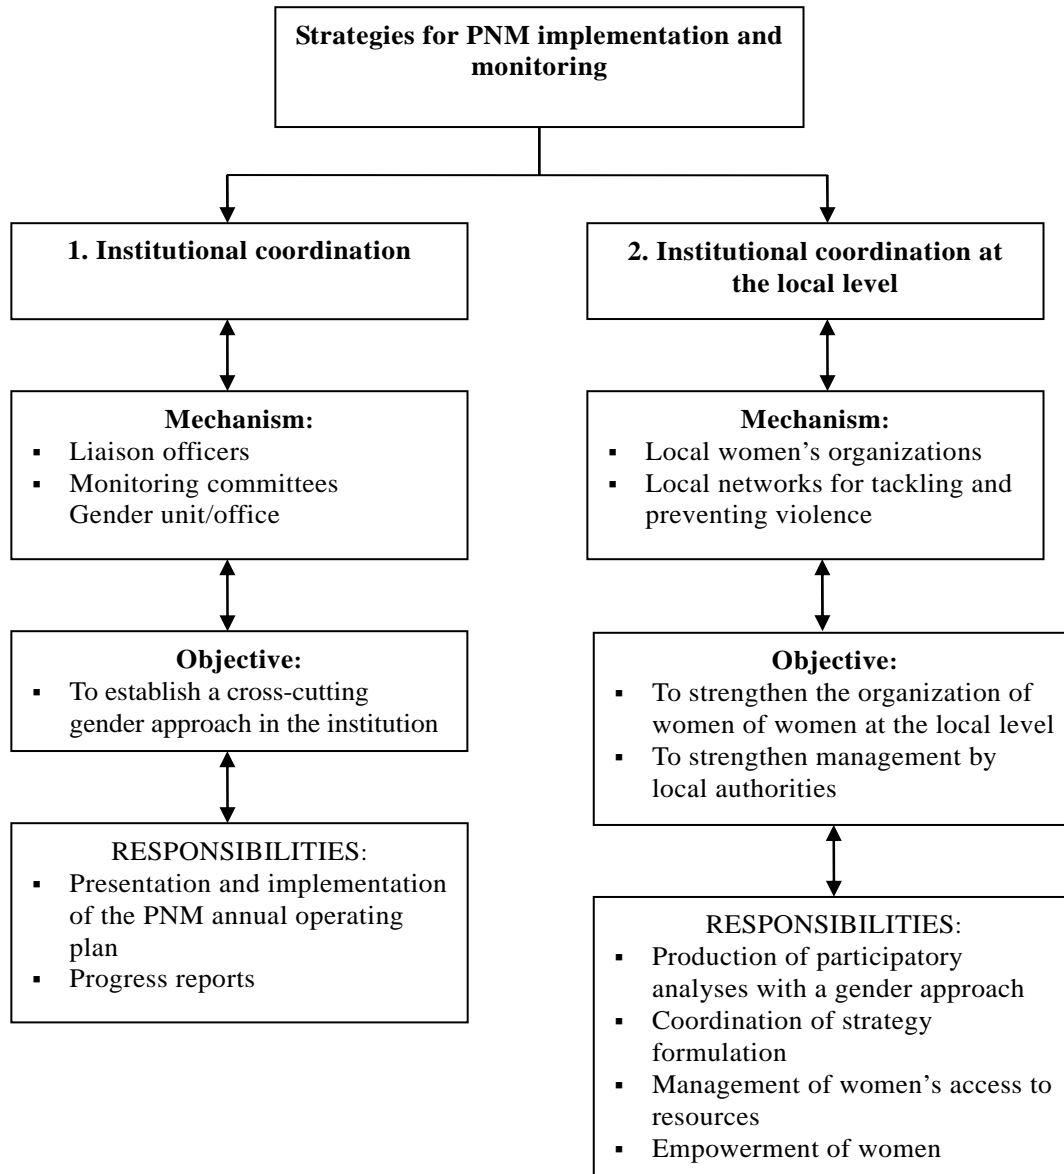 Strategies for PNM implementation and
monitoring
1. Institutional coordination
2. Institutional coordination at
the local level
Mechanism:
▪ Liaison officers
▪ Monitoring committees
Gender unit/office
Mechanism:
▪ Local women’s organizations
▪ Local networks for tackling and
preventing violence
Objective:
▪ To establish a cross-cutting
gender approach in the institution
Objective:
▪ To strengthen the organization of
women of women at the local level
▪ To strengthen management by
local authorities
RESPONSIBILITIES:
▪ Presentation and implementation
of the PNM annual operating
plan
▪ Progress reports
RESPONSIBILITIES:
▪ Production of participatory
analyses with a gender approach
▪ Coordination of strategy
formulation
▪ Management of women’s access to
resources
▪ Empowerment of women